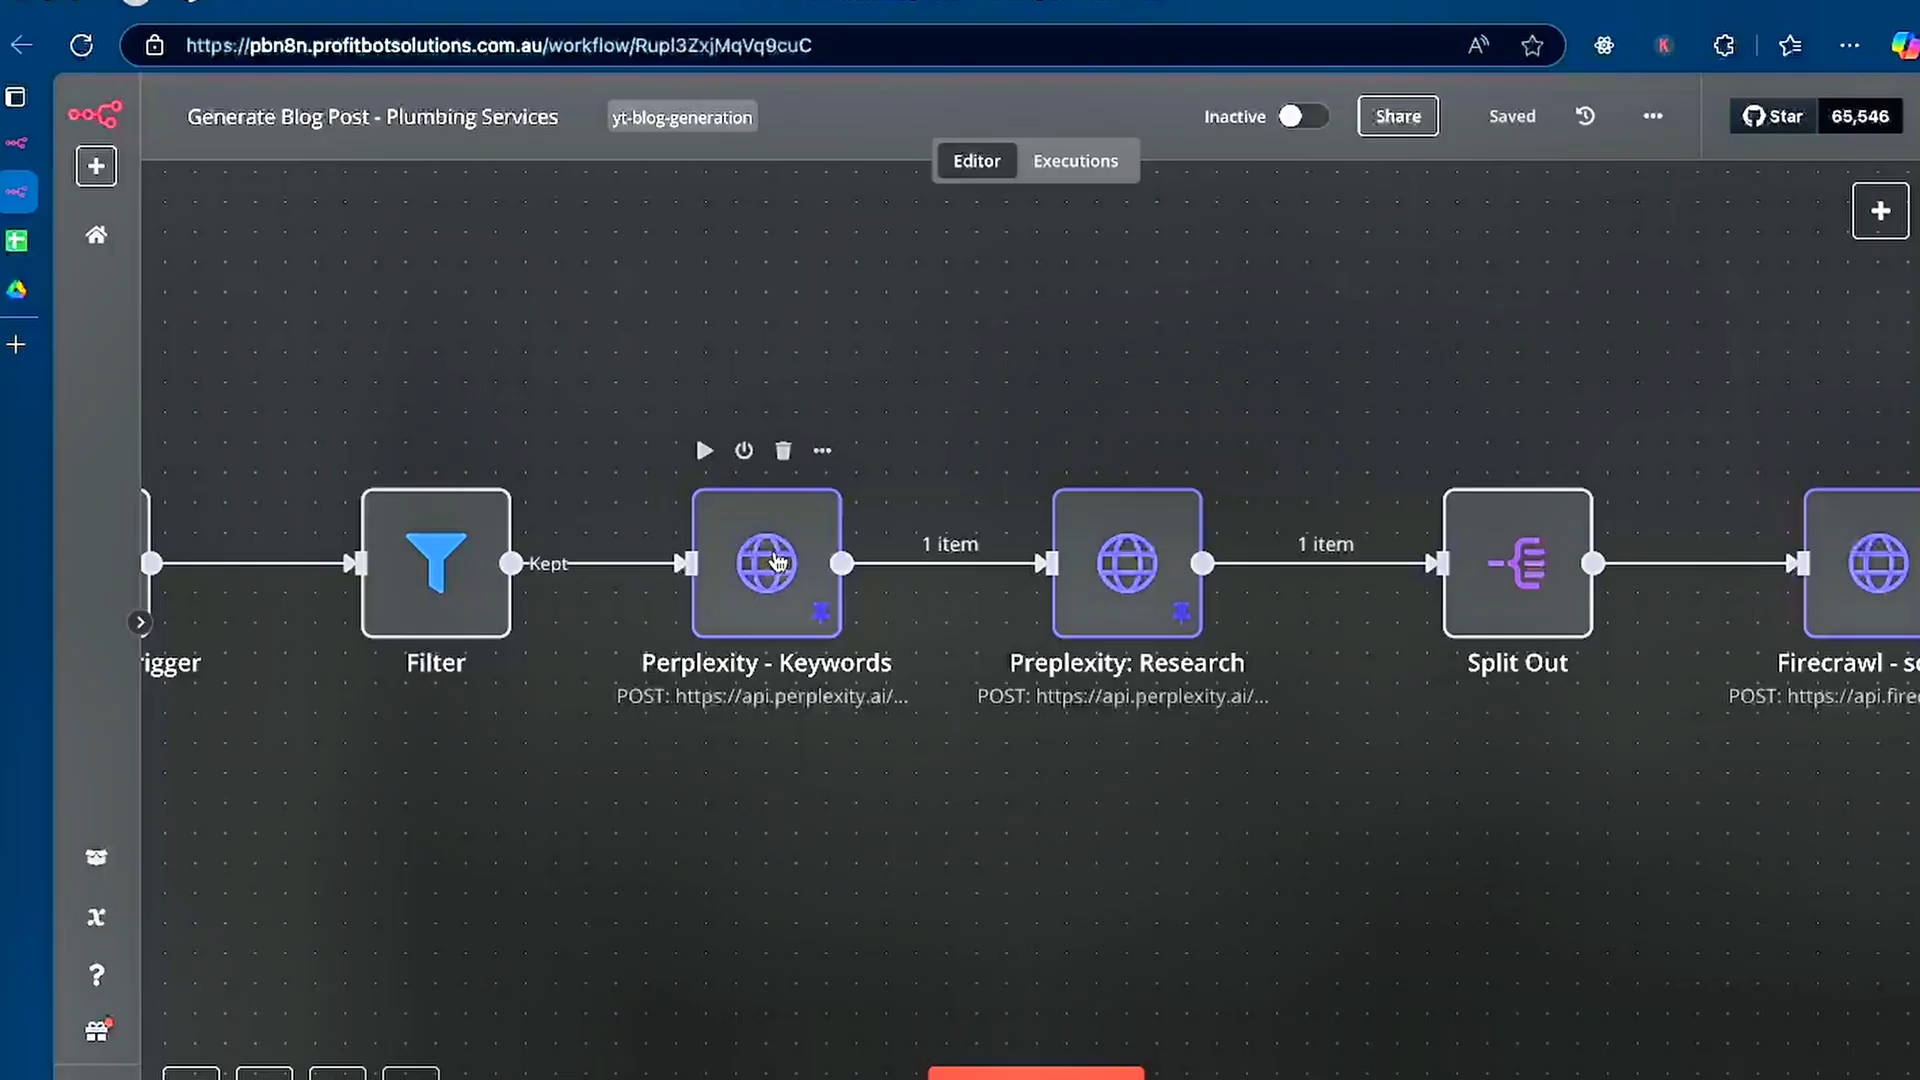 https://pbn8n.profitbotsolutions.com.au/workflow/Rupl3ZxjMqVq9cuC
K
Generate Blog Post - Plumbing Services
yt-blog-generation
Inactive
Share
Saved
Star
65,546
Editor
Executions
Kept
1 item
1 item
rigger
Filter
Perplexity - Keywords
Preplexity: Research
Split Out
Firecrawl - sc
POST: https://api.perplexity.ai/...
POST: https://api.perplexity.ai/...
POST: https://api.fire